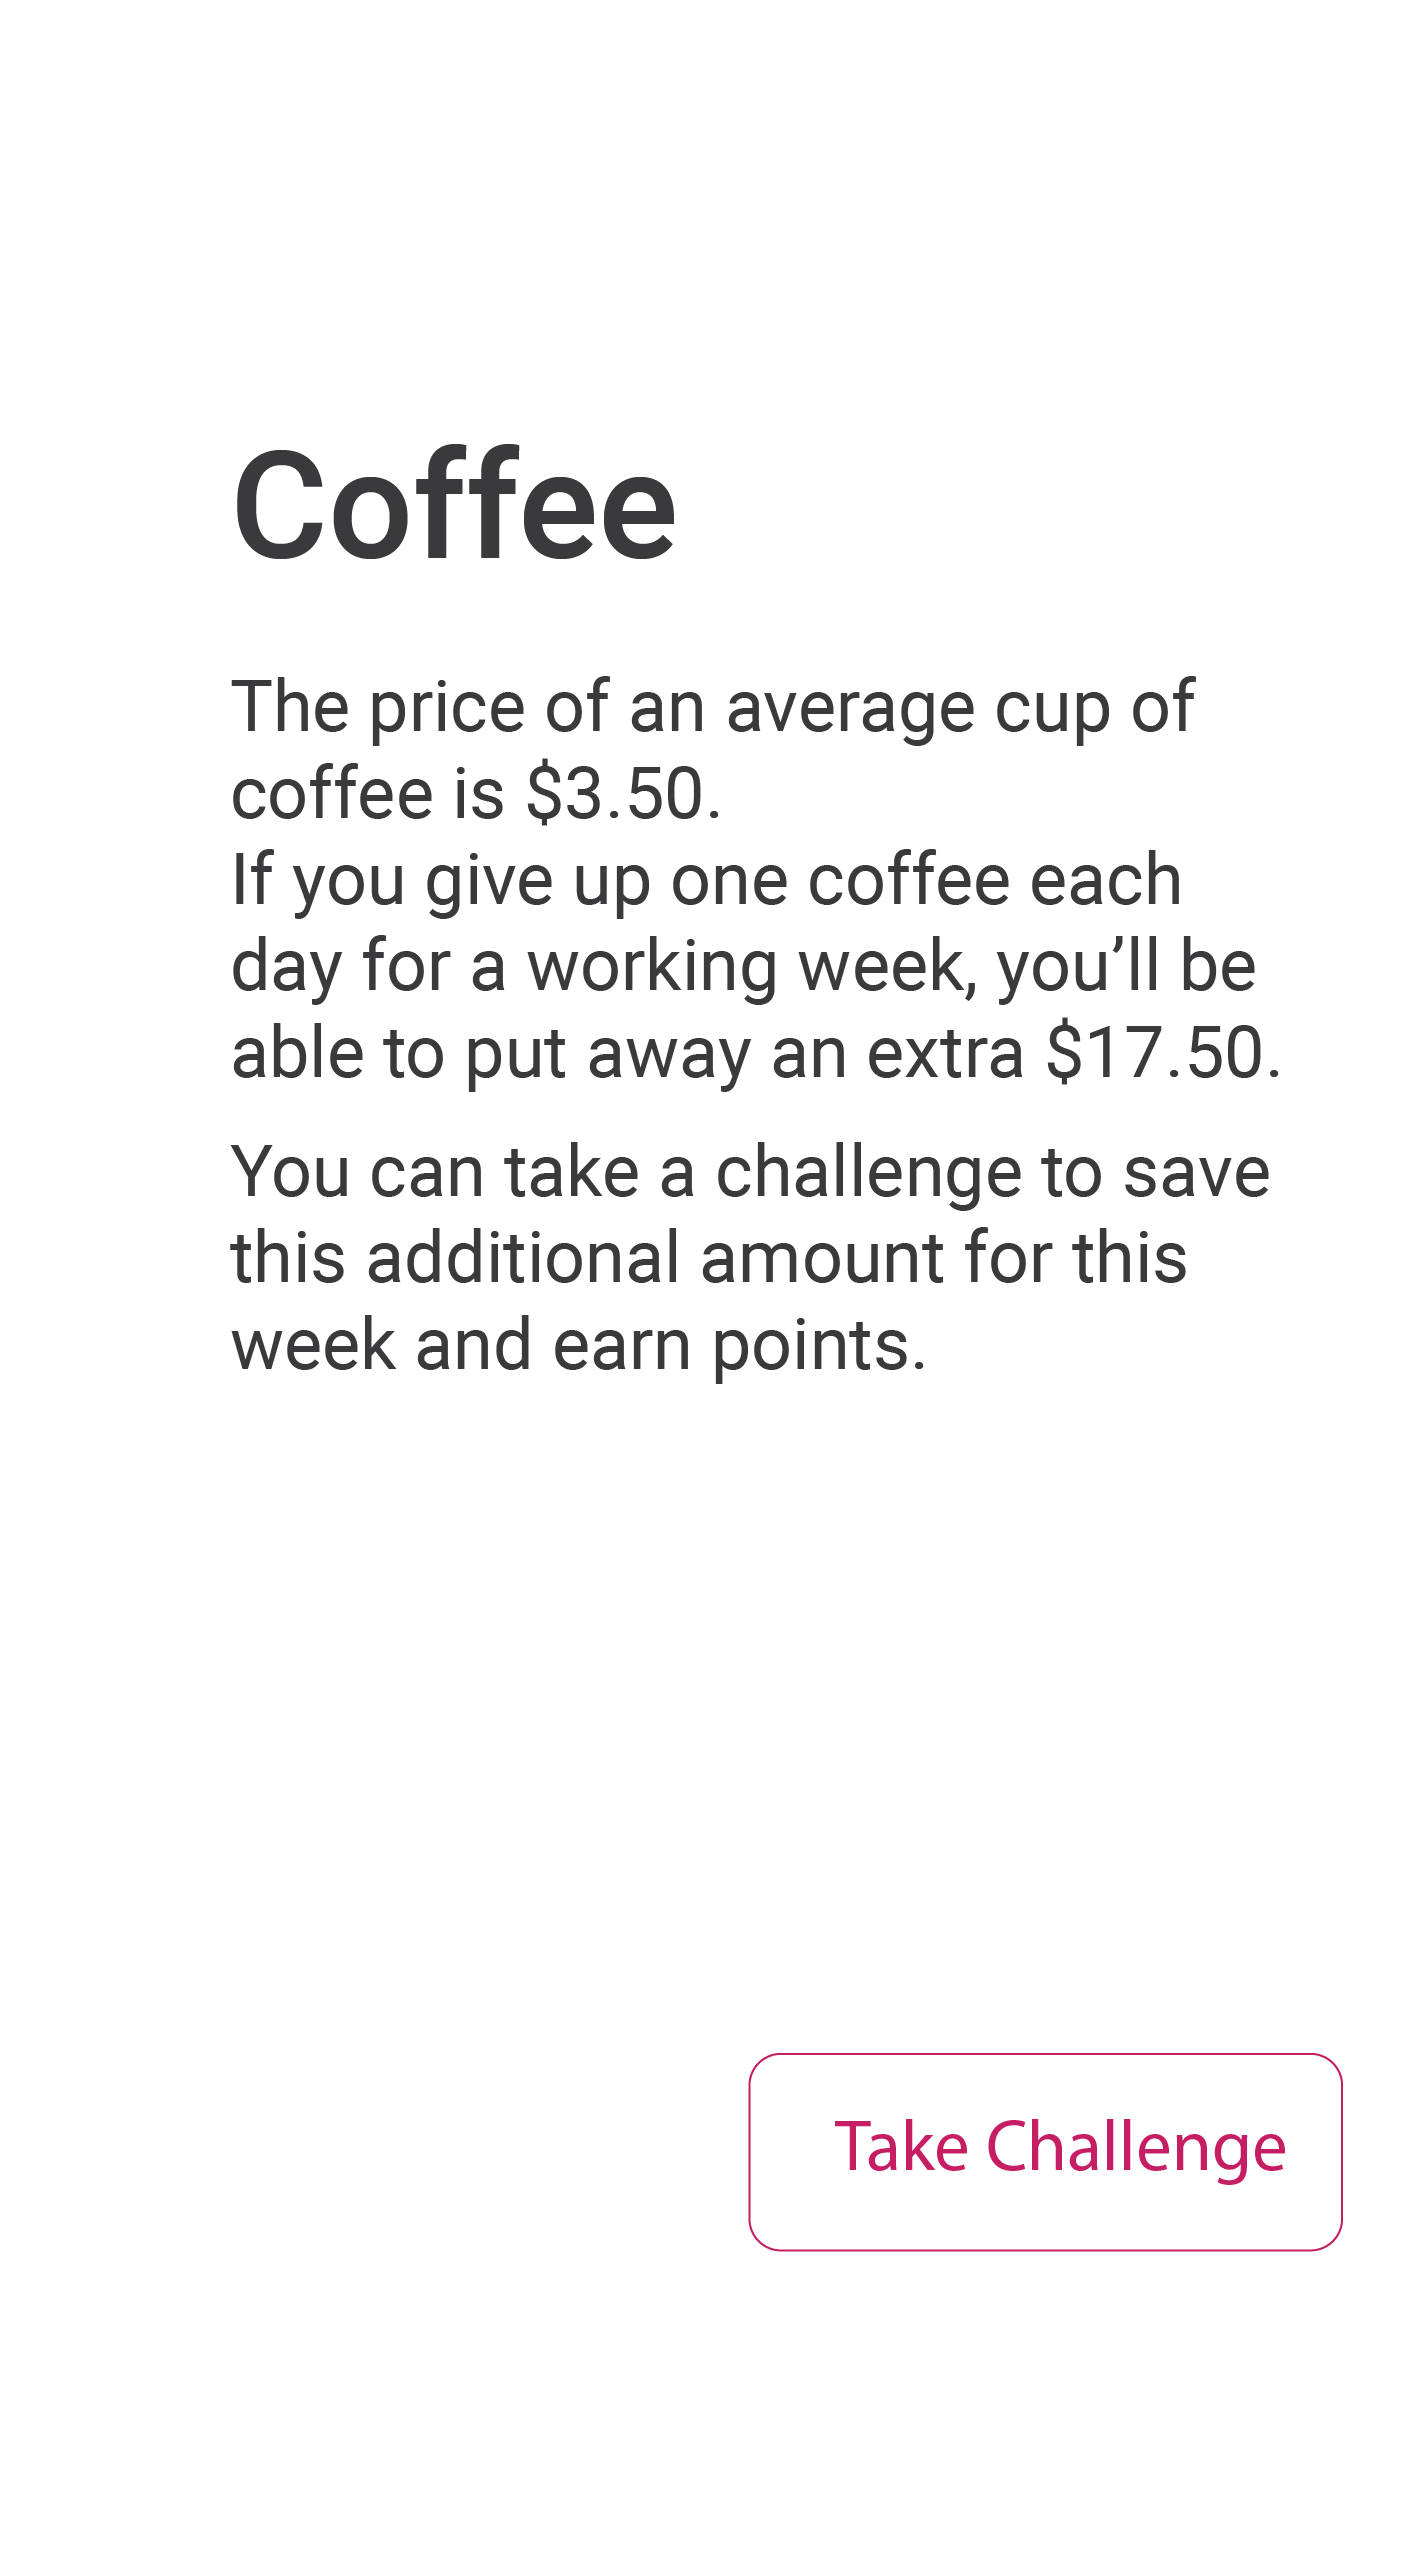 Coffee
The price of an average cup of
coffee is $3.50.
If you give up one coffee each
day for a working week, you’ll be
able to put away an extra $17.50.
You can take a challenge to save
this additional amount for this
week and earn points.
Take Challenge